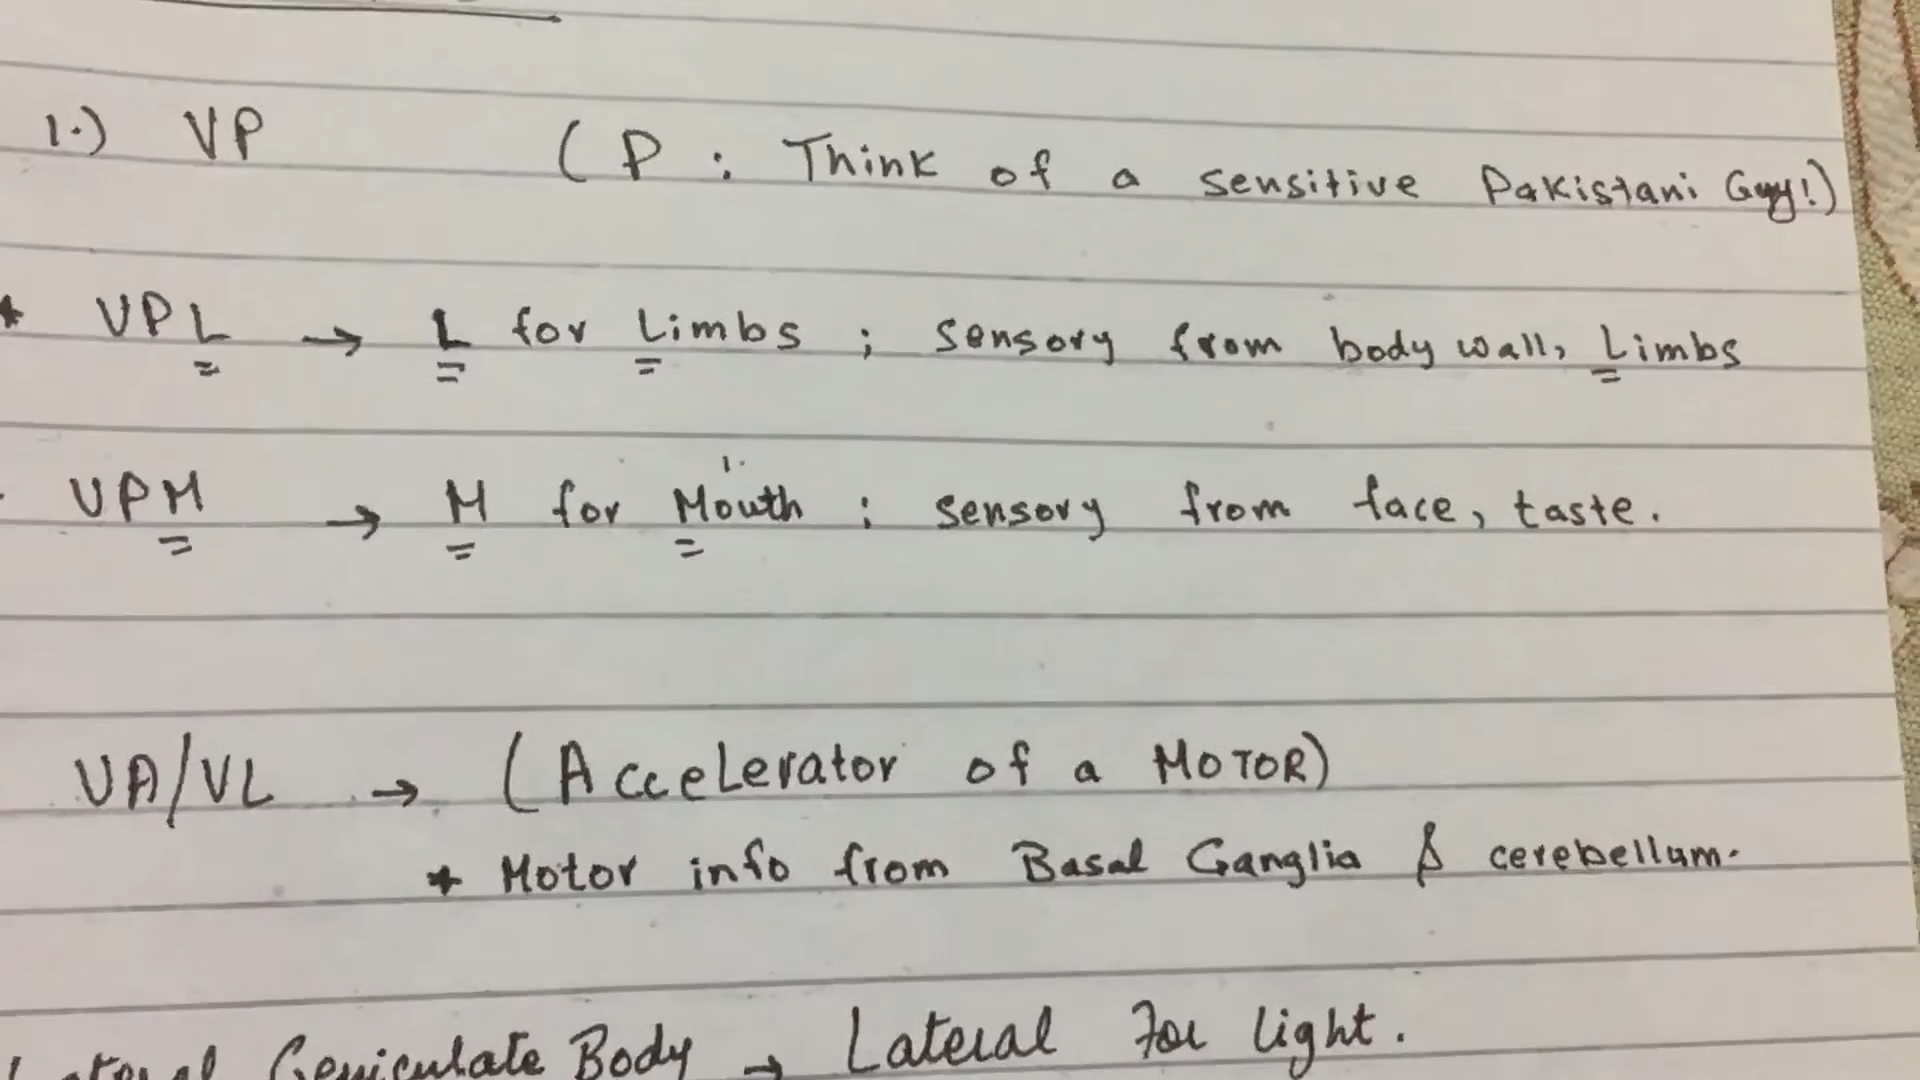 1.) VP (P : Think of a sensitive Pakistani Guy!)
* VPL → L for Limbs ; sensory from body wall, Limbs
VPM → M for Mouth ; sensory from face, taste.
VA/VL → (Accelerator of a MOTOR)
* Motor info from Basal Ganglia & cerebellum.
Lateral Geniculate Body → Lateral For light.